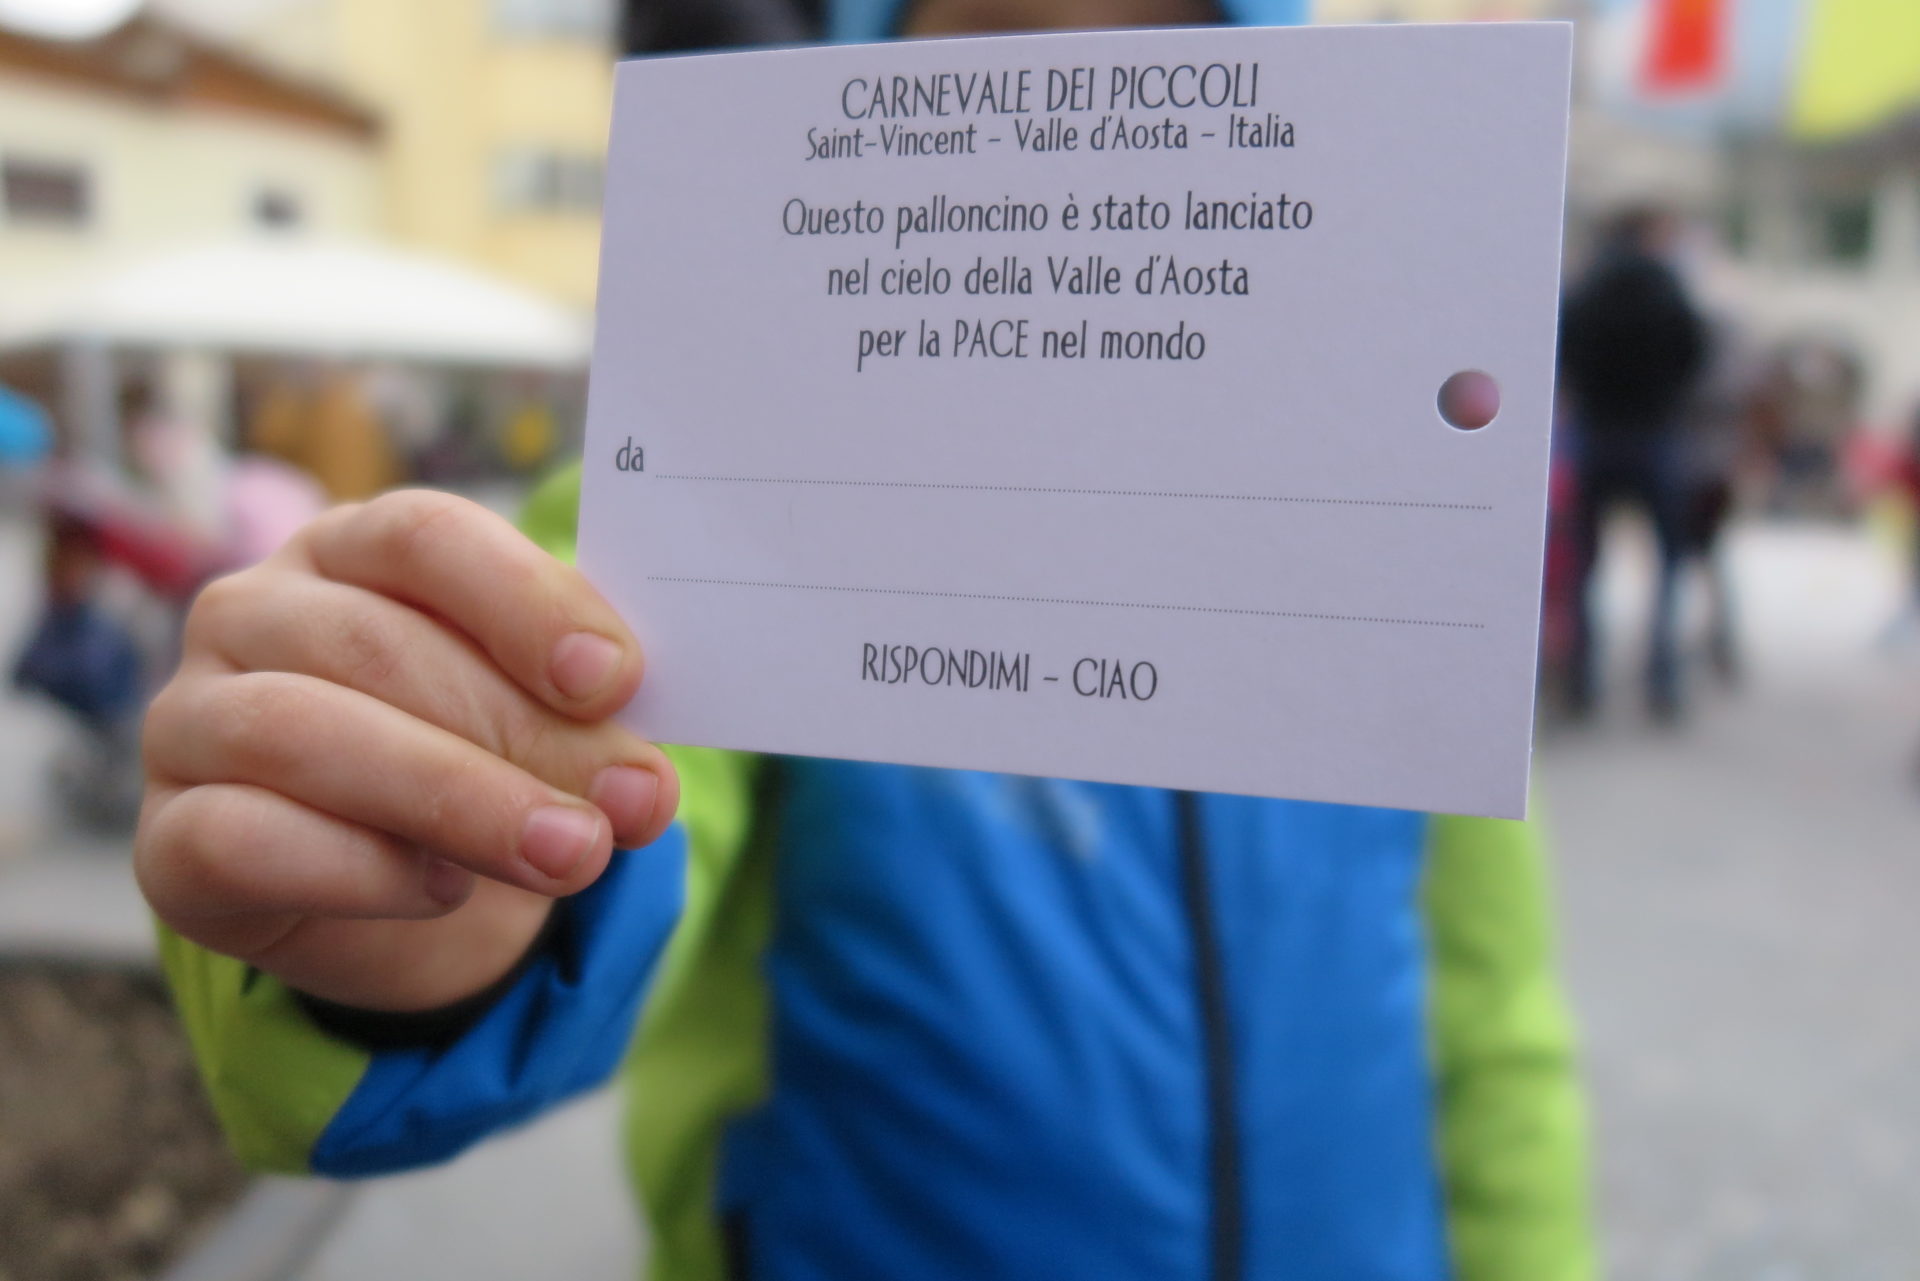 CARNEVALE DEI PICCOLI
Saint-Vincent - Valle d'Aosta - Italia
Questo palloncino è stato lanciato
nel cielo della Valle d'Aosta
per la PACE nel mondo
da
RISPONDIMI - CIAO